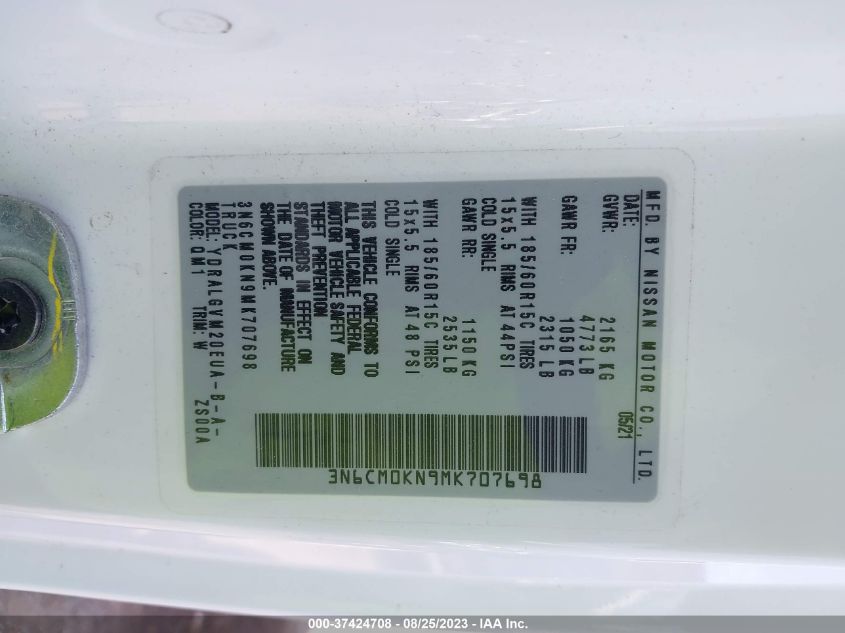 MFD. BY NISSAN MOTOR CO., LTD.
DATE: 05/21
GVWR: 2165 KG
4773 LB
GAWR FR: 1050 KG
2315 LB
WITH 185/60R15C TIRES
15x5.5 RIMS AT 44PSI
COLD SINGLE
GAWR RR: 1150 KG
2535 LB
WITH 185/60R15C TIRES
15x5.5 RIMS AT 48 PSI
COLD SINGLE
THIS VEHICLE CONFORMS TO
ALL APPLICABLE FEDERAL
MOTOR VEHICLE SAFETY AND
THEFT PREVENTION
STANDARDS IN EFFECT ON
THE DATE OF MANUFACTURE
SHOWN ABOVE.
3N6CM0KN9MK707698
TRUCK
MODEL: YDRALGVM20EUA-B-A-
ZS00A
COLOR: QM1 TRIM: W
3N6CM0KN9MK707698
000-37424708 - 08/25/2023 - IAA Inc.